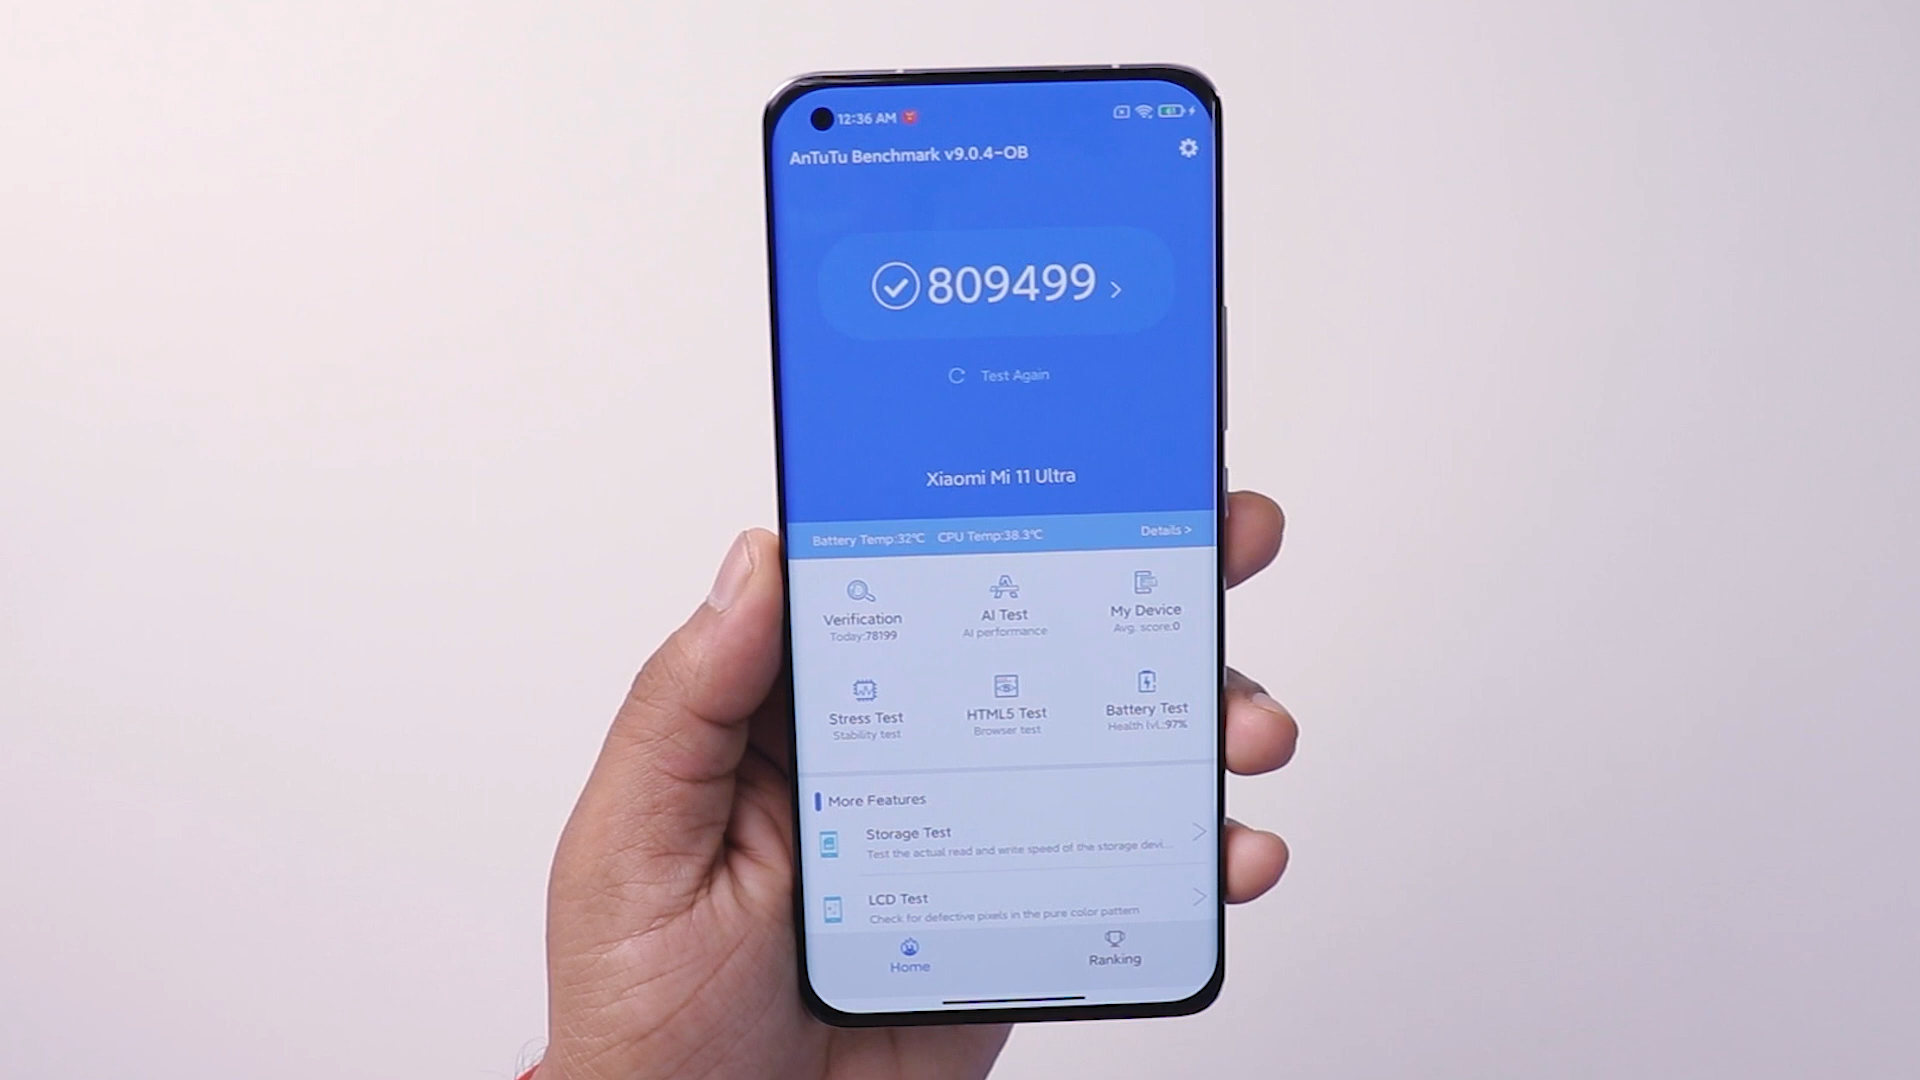 12:36 AM
AnTuTu Benchmark v9.0.4-OB
809499 >
Test Again
Xiaomi Mi 11 Ultra
Battery Temp:32℃ CPU Temp:38.3℃ Details >
Verification AI Test My Device
Today:78199 AI performance Avg. score:0
Stress Test HTML5 Test Battery Test
Stability test Browser test Health lvl.:97%
More Features
Storage Test
Test the actual read and write speed of the storage devi...
LCD Test
Check for defective pixels in the pure color pattern
Home Ranking